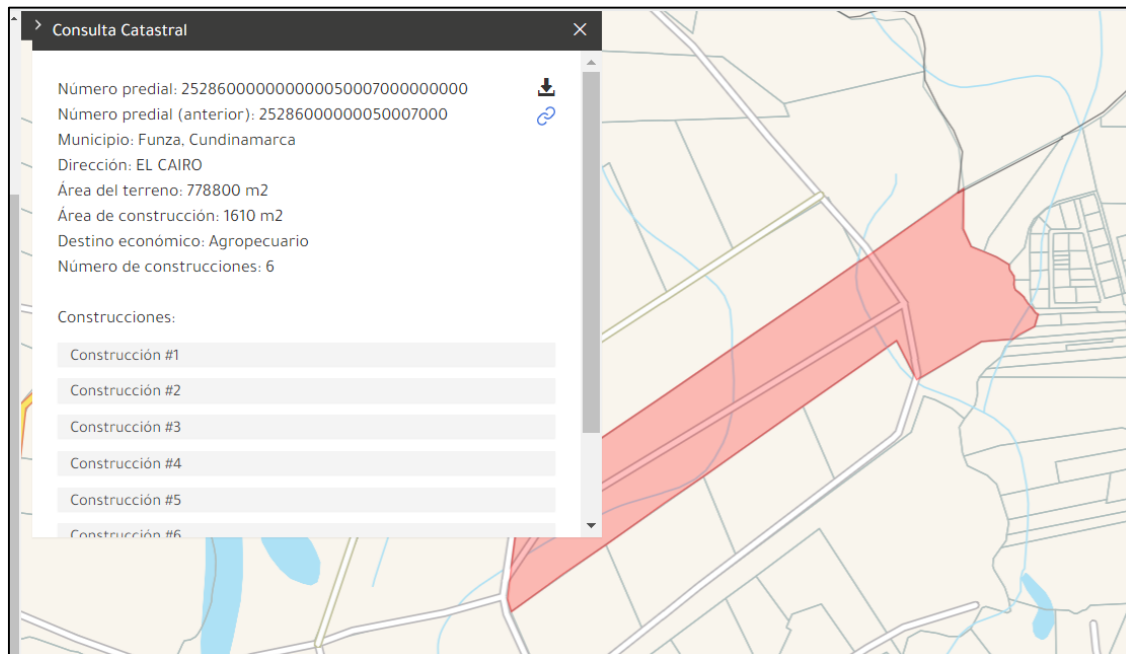 Consulta Catastral
Número predial: 252860000000000050007000000000
Número predial (anterior): 25286000000050007000
Municipio: Funza, Cundinamarca
Dirección: EL CAIRO
Área del terreno: 778800 m2
Área de construcción: 1610 m2
Destino económico: Agropecuario
Número de construcciones: 6
Construcciones:
Construcción #1
Construcción #2
Construcción #3
Construcción #4
Construcción #5
Construcción #6